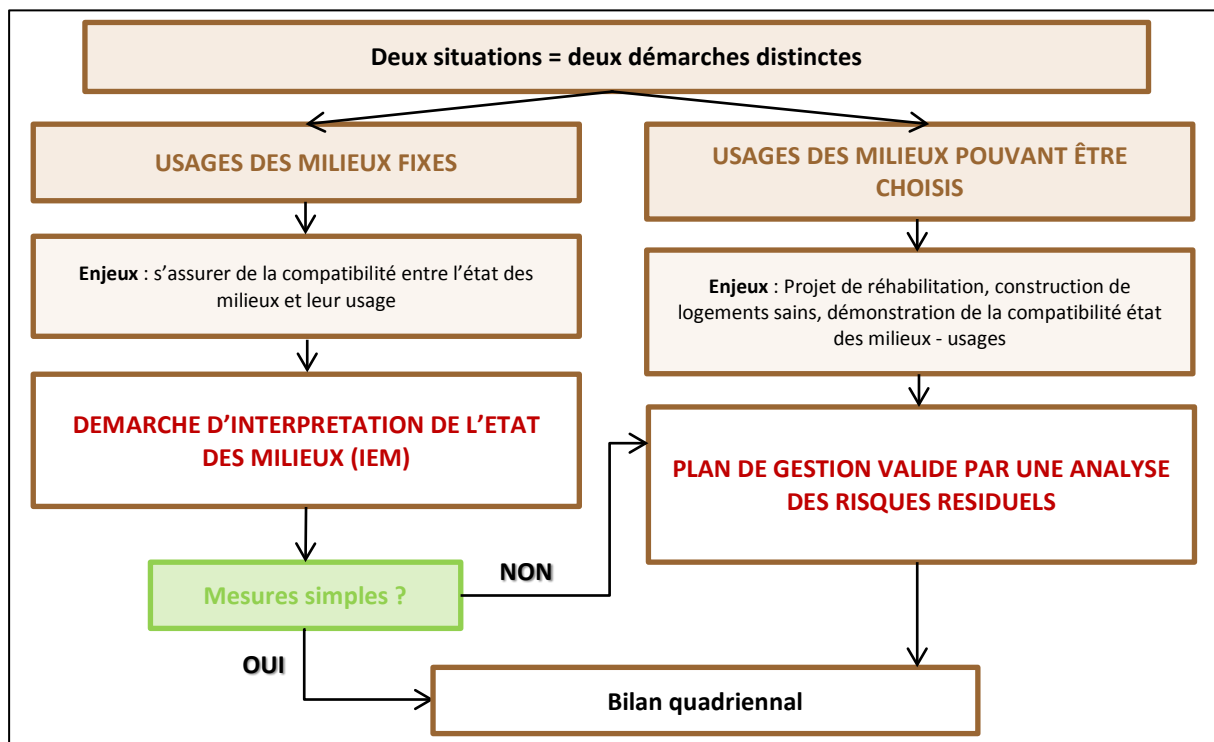 Deux situations = deux démarches distinctes
USAGES DES MILIEUX FIXES
USAGES DES MILIEUX POUVANT ÊTRE
CHOISIS
Enjeux : s’assurer de la compatibilité entre l’état des
milieux et leur usage
Enjeux : Projet de réhabilitation, construction de
logements sains, démonstration de la compatibilité état
des milieux - usages
DEMARCHE D’INTERPRETATION DE L’ETAT
DES MILIEUX (IEM)
PLAN DE GESTION VALIDE PAR UNE ANALYSE
DES RISQUES RESIDUELS
Mesures simples ?
NON
OUI
Bilan quadriennal